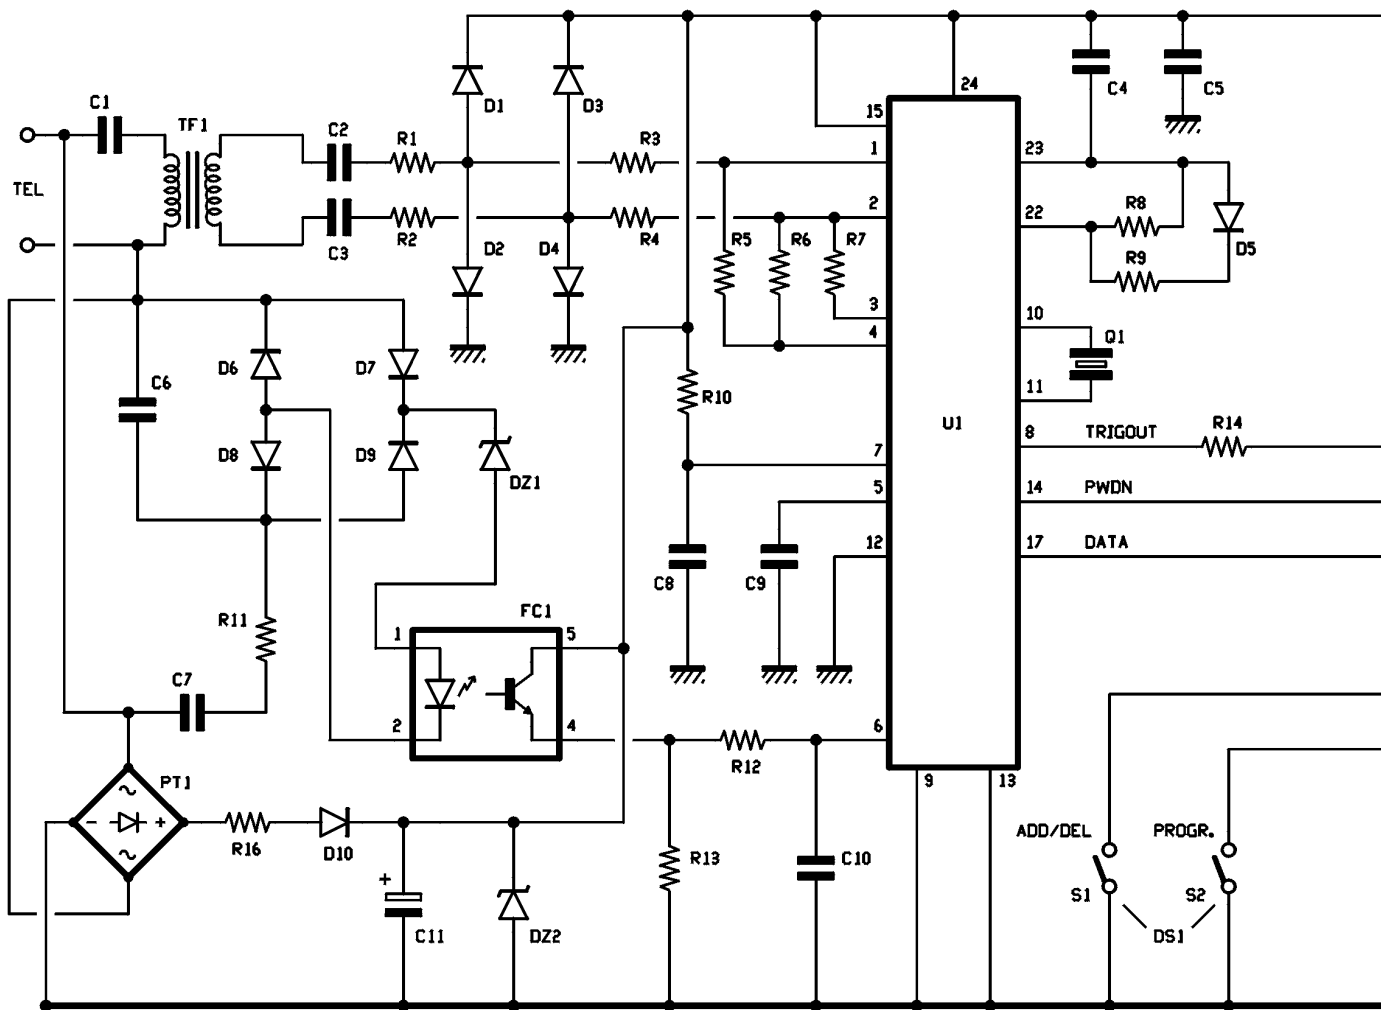 C1
TF1
C2
R1
D1
D3
R3
24
C4
C5
15
1
23
TEL
C3
R2
D2
D4
R4
R5
R6
R7
2
22
R8
R9
D5
3
4
10
11
Q1
C6
D6
D7
D8
D9
DZ1
R10
U1
7
8
TRIGOUT
R14
5
14
PWDN
12
17
DATA
C8
C9
R11
FC1
1
5
2
4
C7
R12
6
9
13
PT1
~
- +
~
R16
D10
R13
C10
ADD/DEL
PROGR.
S1
S2
DS1
+
C11
DZ2